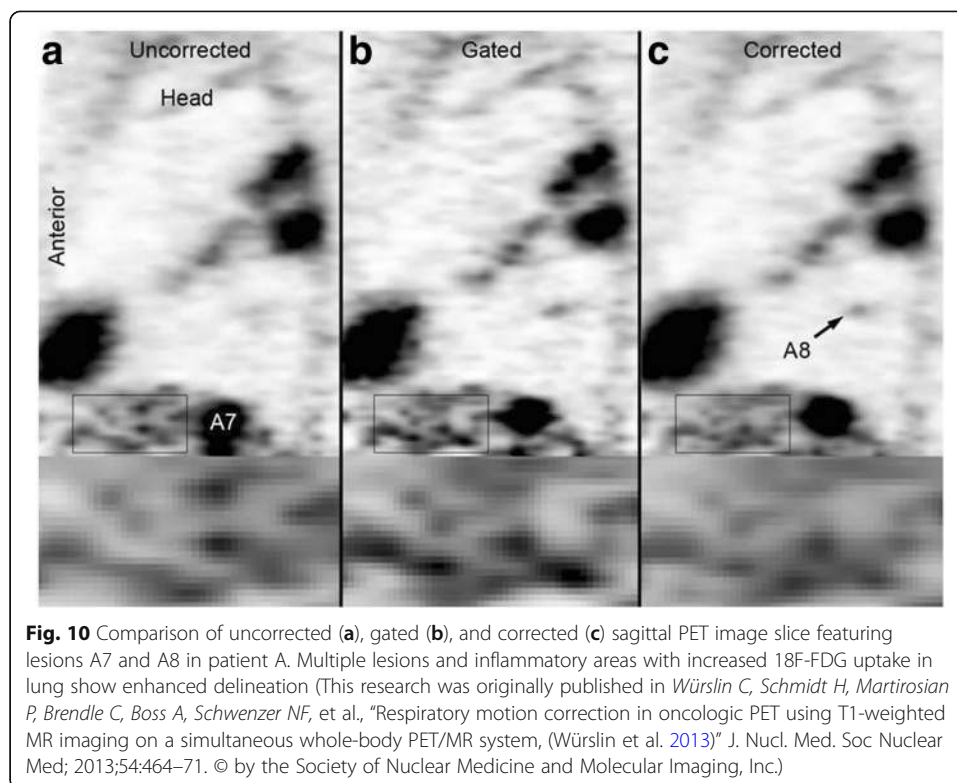 a Uncorrected
b Gated
c Corrected
Head
Anterior
A8
A7
Fig. 10 Comparison of uncorrected (a), gated (b), and corrected (c) sagittal PET image slice featuring
lesions A7 and A8 in patient A. Multiple lesions and inflammatory areas with increased 18F-FDG uptake in
lung show enhanced delineation (This research was originally published in Würslin C, Schmidt H, Martirosian
P, Brendle C, Boss A, Schwenzer NF, et al., “Respiratory motion correction in oncologic PET using T1-weighted
MR imaging on a simultaneous whole-body PET/MR system, (Würslin et al. 2013)” J. Nucl. Med. Soc Nuclear
Med; 2013;54:464–71. © by the Society of Nuclear Medicine and Molecular Imaging, Inc.)